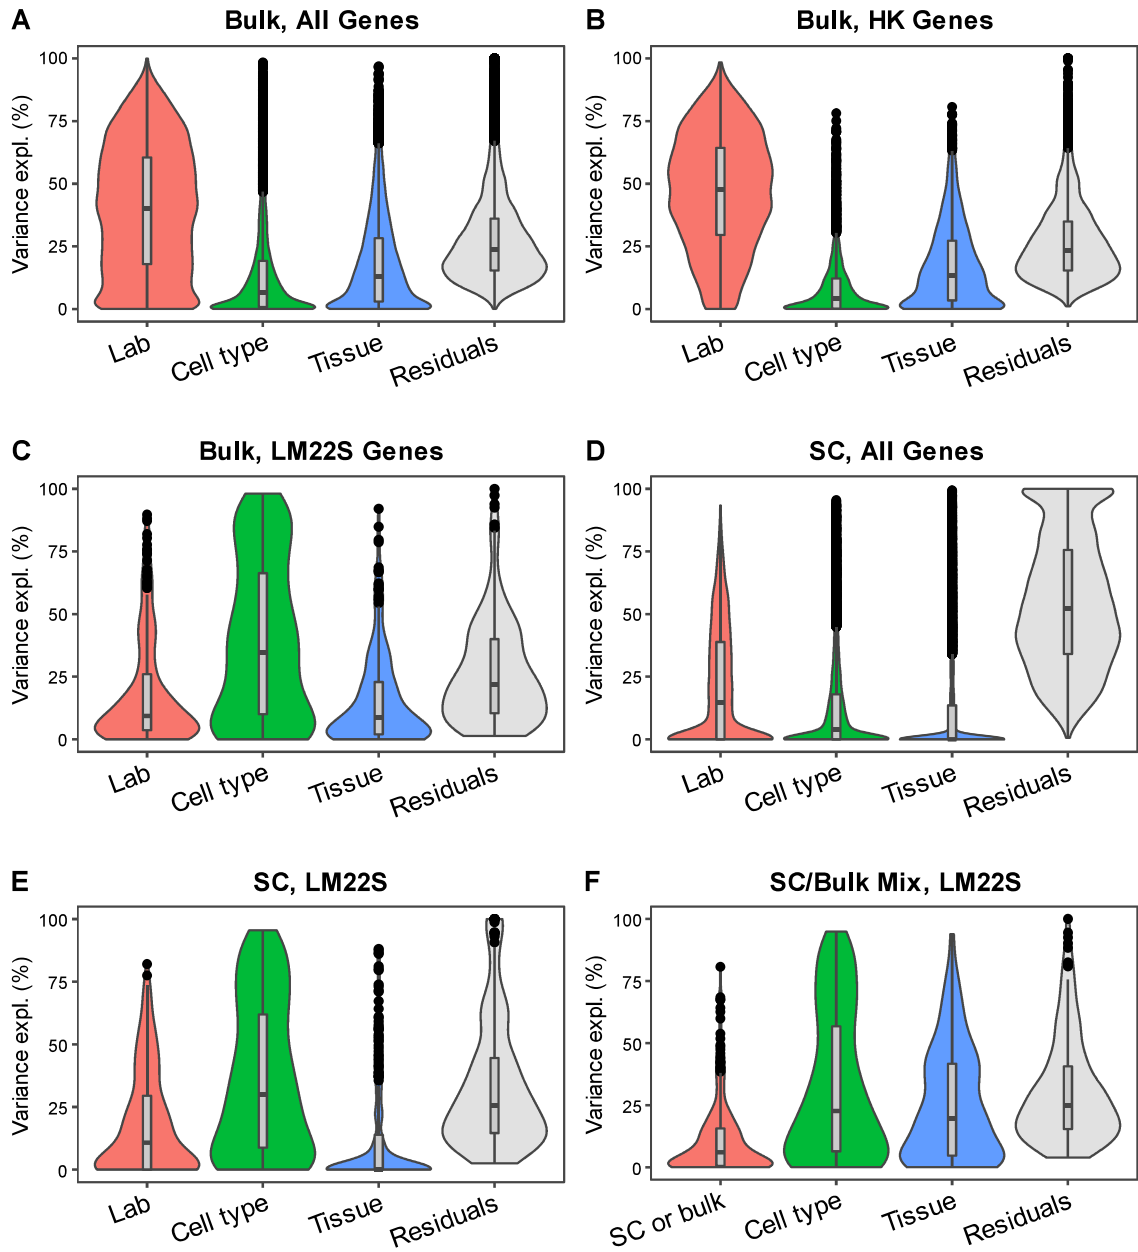 A
Bulk, All Genes
Variance expl. (%)
100
75
50
25
0
Lab
Cell type
Tissue
Residuals
B
Bulk, HK Genes
Variance expl. (%)
100
75
50
25
0
Lab
Cell type
Tissue
Residuals
C
Bulk, LM22S Genes
Variance expl. (%)
100
75
50
25
0
Lab
Cell type
Tissue
Residuals
D
SC, All Genes
Variance expl. (%)
100
75
50
25
0
Lab
Cell type
Tissue
Residuals
E
SC, LM22S
Variance expl. (%)
100
75
50
25
0
Lab
Cell type
Tissue
Residuals
F
SC/Bulk Mix, LM22S
Variance expl. (%)
100
75
50
25
0
SC or bulk
Cell type
Tissue
Residuals